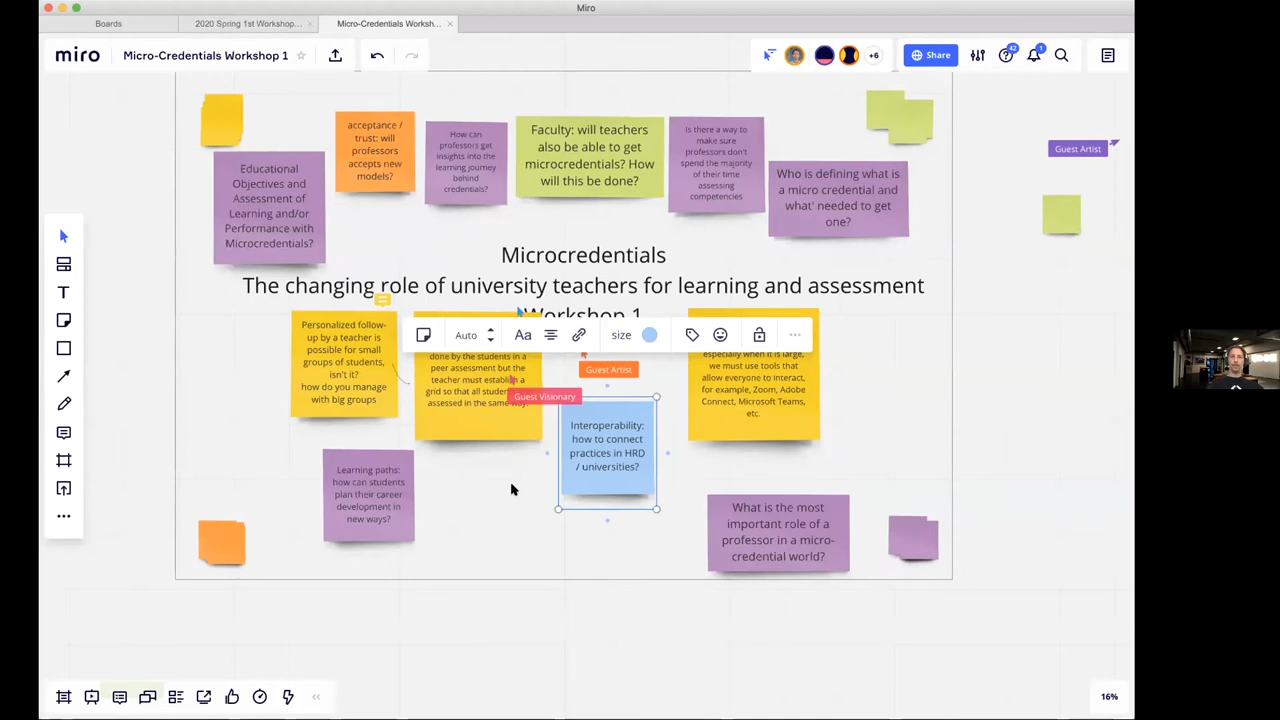 Miro
Boards
2020 Spring 1st Workshop...
Micro-Credentials Worksh...
miro
Micro-Credentials Workshop 1
+6
Share
42
1
acceptance /
trust: will
professors
accepts new
models?
How can
professors get
insights into the
learning journey
behind
credentials?
Faculty: will teachers
also be able to get
microcredentials? How
will this be done?
Is there a way to
make sure
professors don't
spend the majority
of their time
assessing
competencies
Guest Artist
Educational
Objectives and
Assessment of
Learning and/or
Performance with
Microcredentials?
Who is defining what is
a micro credential and
what' needed to get
one?
Microcredentials
The changing role of university teachers for learning and assessment
Workshop 1
Personalized follow-
up by a teacher is
possible for small
groups of students,
isn't it?
how do you manage
with big groups
Auto
Aa
size
done by the students in a
peer assessment but the
teacher must establish a
grid so that all
assessed in the same way.
Guest Visionary
Guest Artist
especially when it is large,
we must use tools that
allow everyone to interact,
for example, Zoom, Adobe
Connect, Microsoft Teams,
etc.
Interoperability:
how to connect
practices in HRD
/ universities?
Learning paths:
how can students
plan their career
development in
new ways?
What is the most
important role of a
professor in a micro-
credential world?
16%